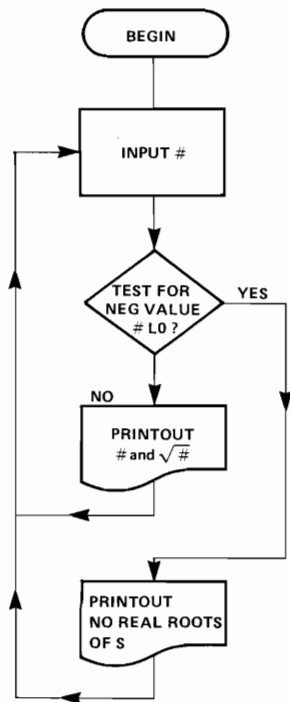 BEGIN
INPUT #
TEST FOR
NEG VALUE
# L0 ?
YES
NO
PRINTOUT
# and √#
PRINTOUT
NO REAL ROOTS
OF S